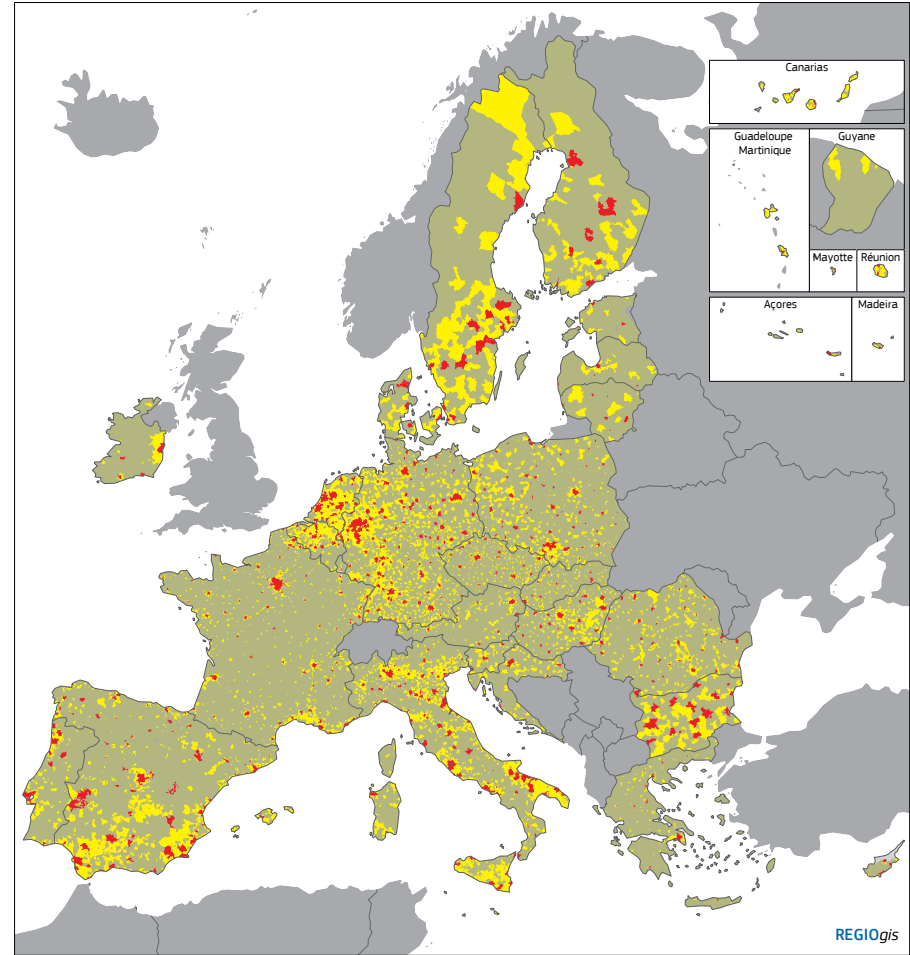 Canarias
Guadeloupe
Martinique
Guyane
Mayotte
Réunion
Açores
Madeira
REGIOgis